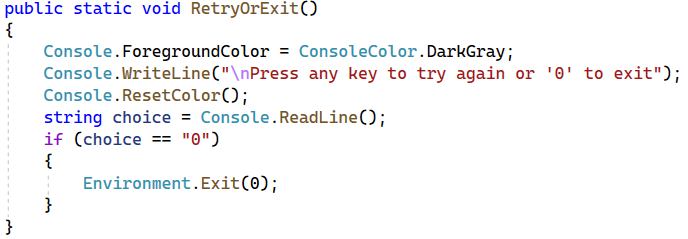 public static void RetryOrExit()
{
    Console.ForegroundColor = ConsoleColor.DarkGray;
    Console.WriteLine("\nPress any key to try again or '0' to exit");
    Console.ResetColor();
    string choice = Console.ReadLine();
    if (choice == "0")
    {
        Environment.Exit(0);
    }
}